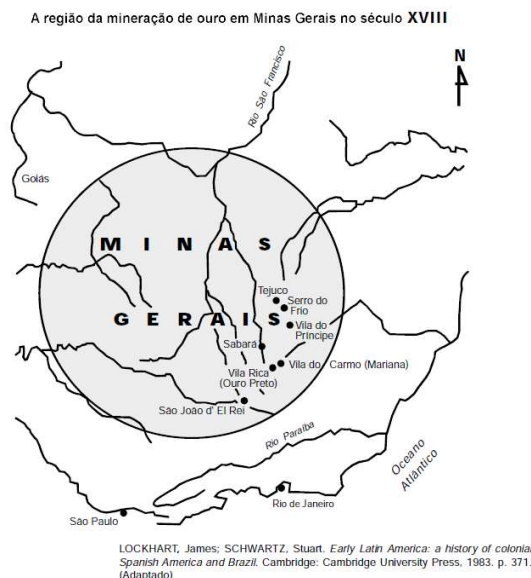 A região da mineração de ouro em Minas Gerais no século XVIII
N
Rio São Francisco
Goiás
MINAS
GERAIS
Tejuco
Serro do
Frio
Vila do
Príncipe
Sabará
Vila do Carmo (Mariana)
Vila Rica
(Ouro Preto)
São João d' El Rei
Rio Paraíba
Oceano
Atlântico
Rio de Janeiro
São Paulo
LOCKHART, James; SCHWARTZ, Stuart. Early Latin America: a history of colonial
Spanish America and Brazil. Cambridge: Cambridge University Press, 1983. p. 371.
(Adaptado)